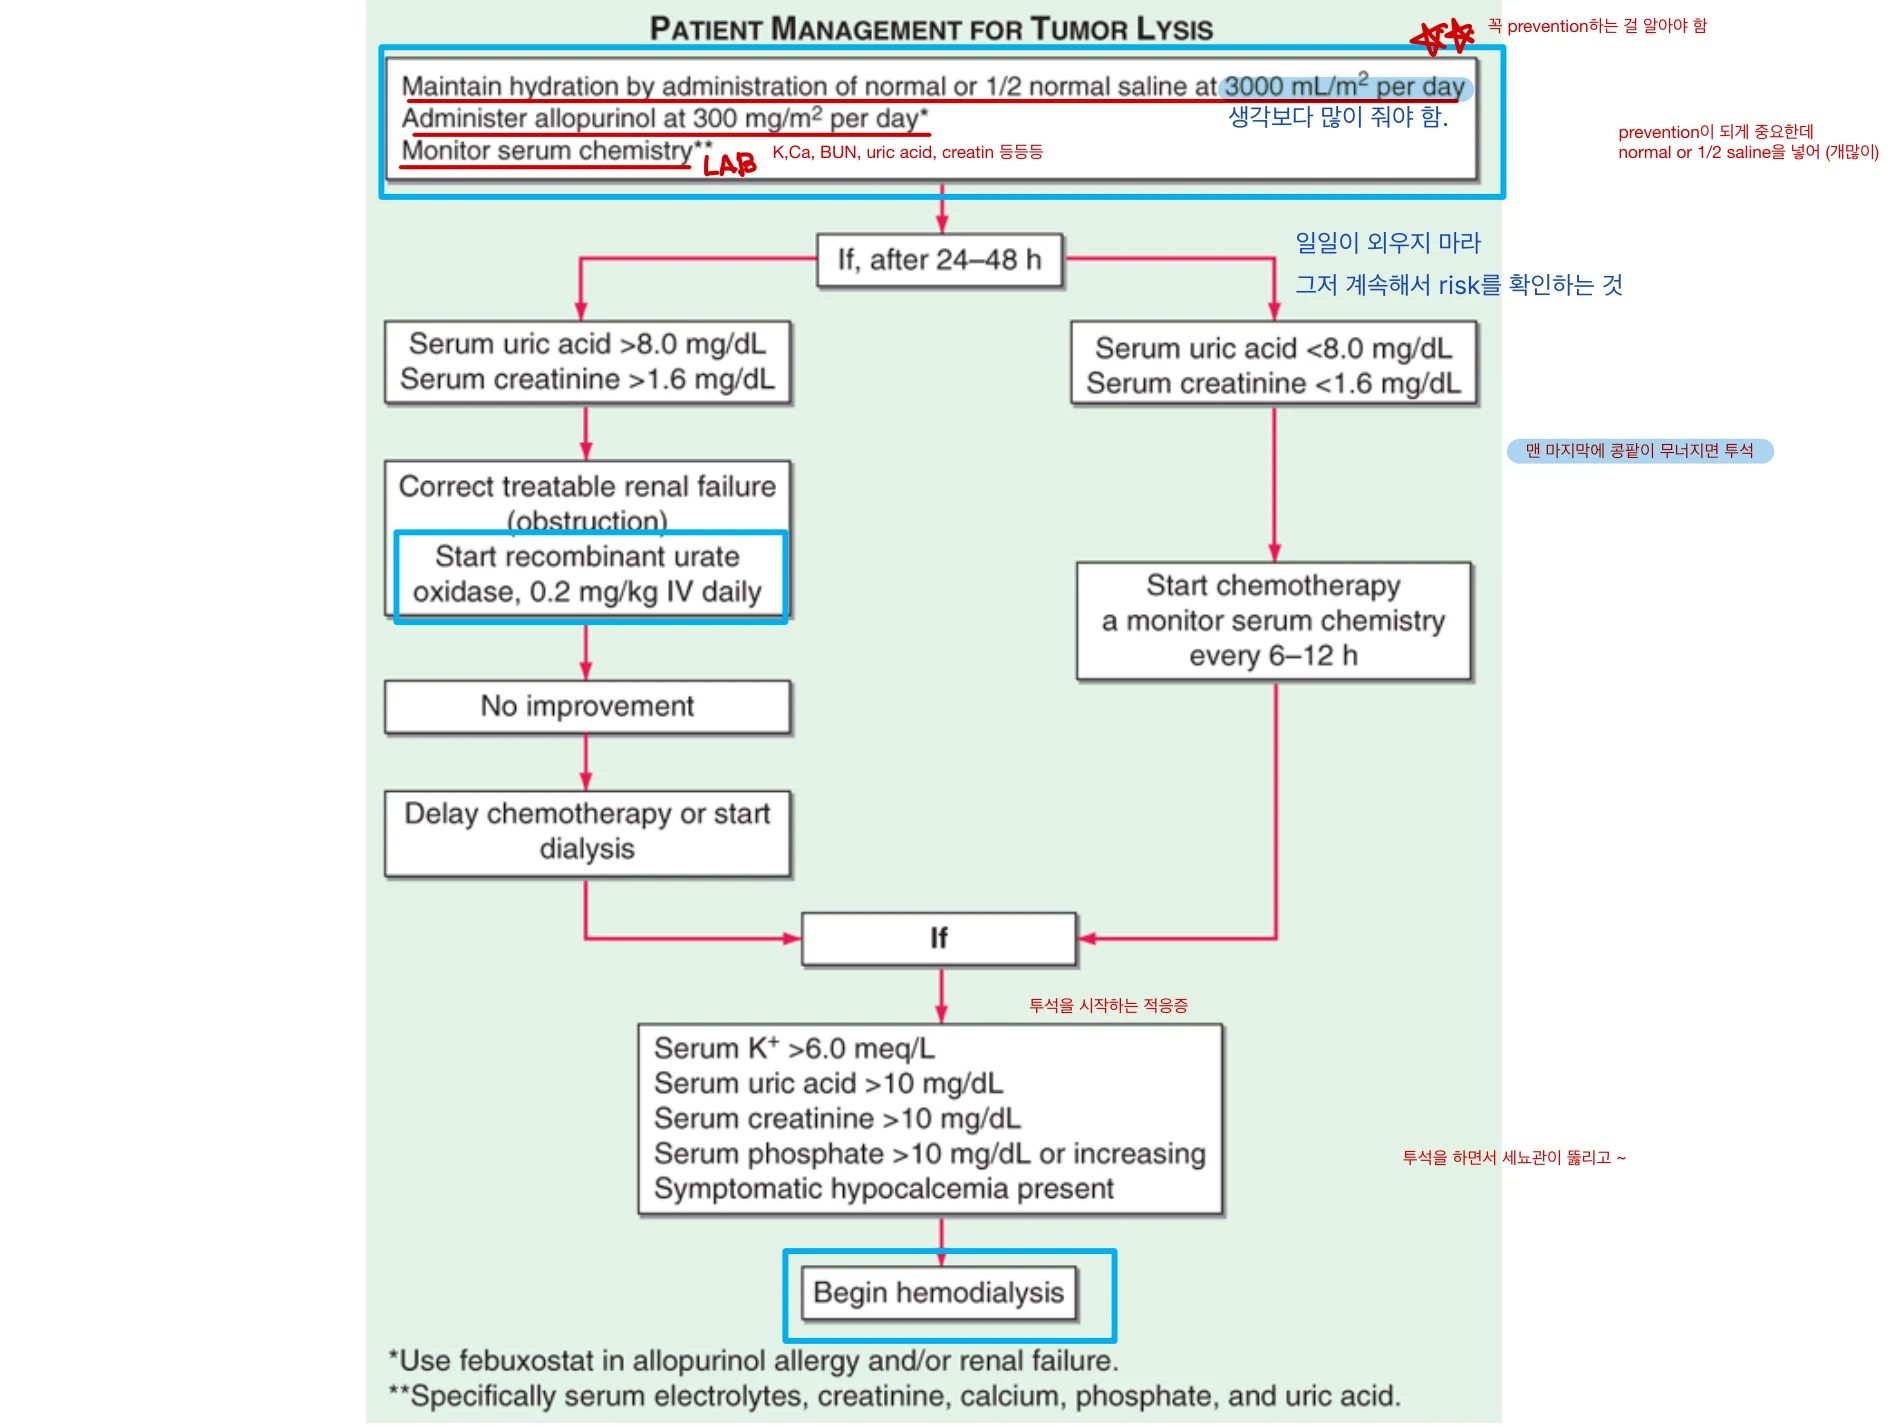 PATIENT MANAGEMENT FOR TUMOR LYSIS
꼭 prevention하는 걸 알아야 함
Maintain hydration by administration of normal or 1/2 normal saline at 3000 mL/m² per day
Administer allopurinol at 300 mg/m² per day*
생각보다 많이 줘야 함.
Monitor serum chemistry**
LAB
K,Ca, BUN, uric acid, creatin 등등등
prevention이 되게 중요한데
normal or 1/2 saline을 넣어 (개많이)
If, after 24–48 h
일일이 외우지 마라
그저 계속해서 risk를 확인하는 것
Serum uric acid >8.0 mg/dL
Serum creatinine >1.6 mg/dL
Serum uric acid <8.0 mg/dL
Serum creatinine <1.6 mg/dL
맨 마지막에 콩팥이 무너지면 투석
Correct treatable renal failure
(obstruction)
Start recombinant urate
oxidase, 0.2 mg/kg IV daily
Start chemotherapy
a monitor serum chemistry
every 6–12 h
No improvement
Delay chemotherapy or start
dialysis
If
투석을 시작하는 적응증
Serum K⁺ >6.0 meq/L
Serum uric acid >10 mg/dL
Serum creatinine >10 mg/dL
Serum phosphate >10 mg/dL or increasing
Symptomatic hypocalcemia present
투석을 하면서 세뇨관이 뚫리고 ~
Begin hemodialysis
*Use febuxostat in allopurinol allergy and/or renal failure.
**Specifically serum electrolytes, creatinine, calcium, phosphate, and uric acid.